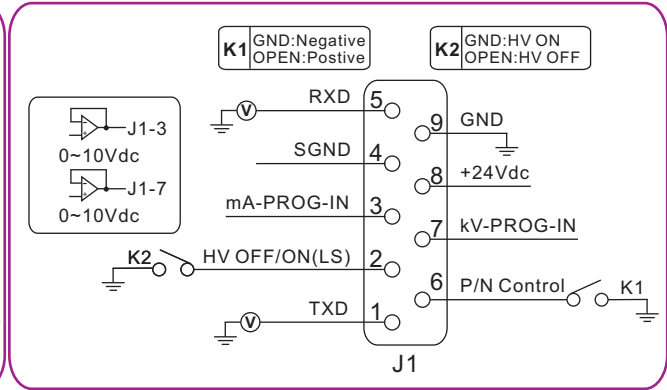 K1 GND:Negative
OPEN:Postive
K2 GND:HV ON
OPEN:HV OFF
J1-3
0~10Vdc
J1-7
0~10Vdc
V RXD 5
SGND 4
mA-PROG-IN 3
K2 HV OFF/ON(LS) 2
V TXD 1
9 GND
8 +24Vdc
7 kV-PROG-IN
6 P/N Control K1
J1